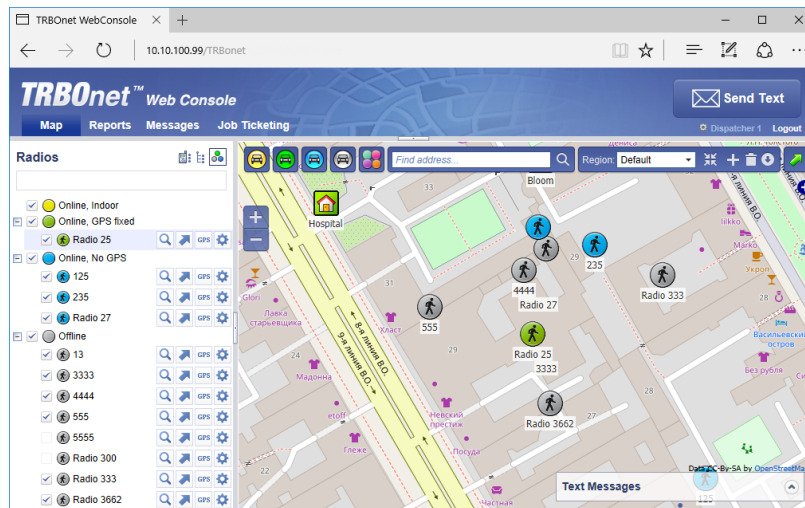 TRBOnet WebConsole
10.10.100.99/TRBonet
TRBOnet™ Web Console
Send Text
Map Reports Messages Job Ticketing
Dispatcher 1 Logout
Radios
Find address...
Region: Default
Online, Indoor
Online, GPS fixed
Radio 25 GPS
Online, No GPS
125 GPS
235 GPS
Radio 27 GPS
Offline
13 GPS
3333 GPS
4444 GPS
555 GPS
5555 GPS
Radio 300 GPS
Radio 333 GPS
Radio 3662 GPS
Bloom
33
Hospital
lilkko
Marko
29
235
Укроп
4444
Radio 27
Radio 333
28
31
Glori
Лавка
старьевщика
555
Хласт
8-я линия В.О.
9-я линия В.О.
Васильевский
остров
24
29
Radio 25
3333
Без рубля
Мадонна
28
etoff
Невский
престиж
Radio 3662
27
Глеже
Посуда
22
Data CC-By-SA by OpenStreetMa
Text Messages
125
Частная